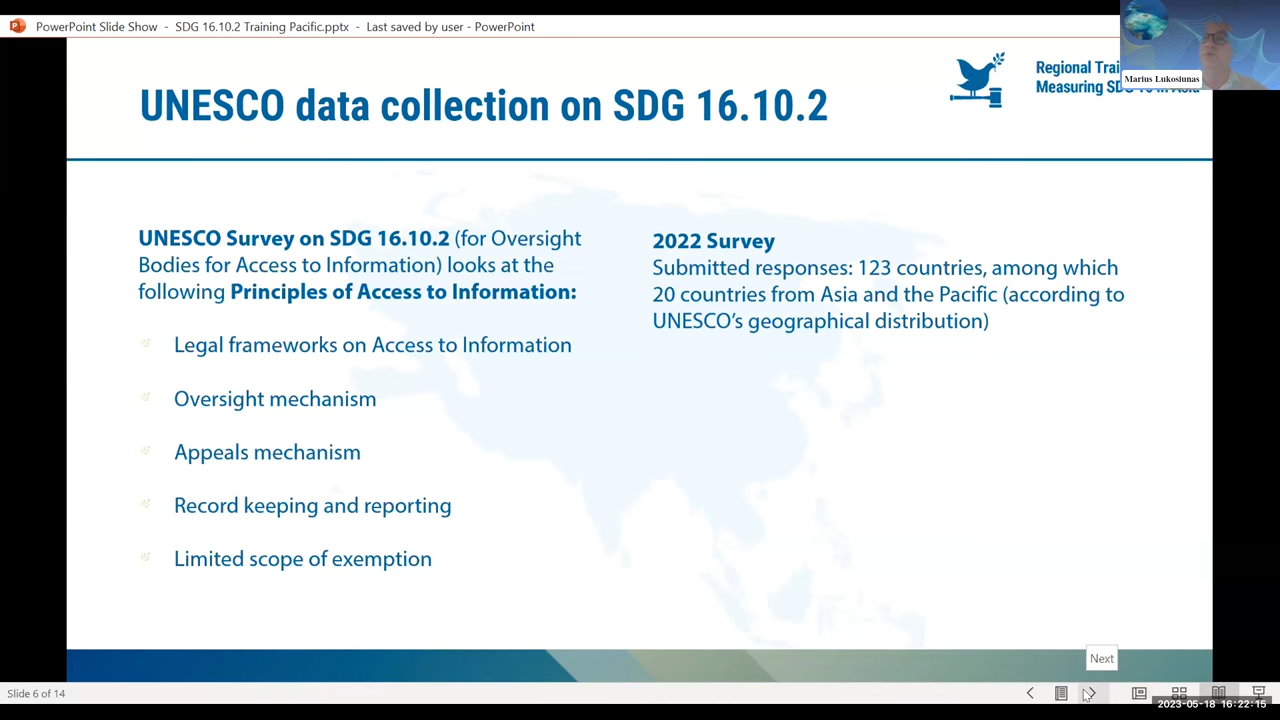 PowerPoint Slide Show - SDG 16.10.2 Training Pacific.pptx - Last saved by user - PowerPoint
Marius Lukosiunas
Regional Trai
Measuring SDG 16 in Asia
UNESCO data collection on SDG 16.10.2
UNESCO Survey on SDG 16.10.2 (for Oversight
Bodies for Access to Information) looks at the
following Principles of Access to Information:
Legal frameworks on Access to Information
Oversight mechanism
Appeals mechanism
Record keeping and reporting
Limited scope of exemption
2022 Survey
Submitted responses: 123 countries, among which
20 countries from Asia and the Pacific (according to
UNESCO's geographical distribution)
Next
Slide 6 of 14
2023-05-18 16:22:15